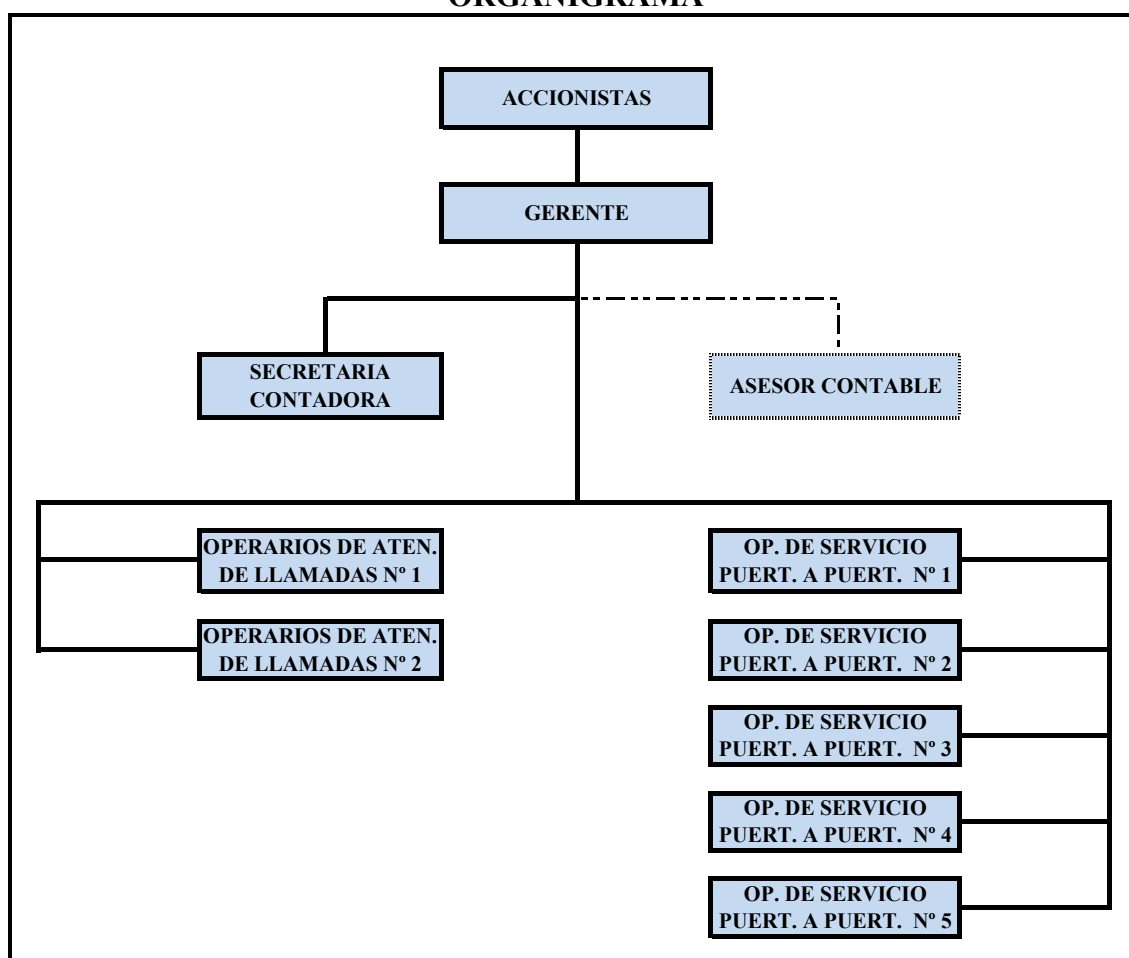 ORGANIGRAMA
ACCIONISTAS
GERENTE
SECRETARIA
CONTADORA
ASESOR CONTABLE
OPERARIOS DE ATEN.
DE LLAMADAS Nº 1
OPERARIOS DE ATEN.
DE LLAMADAS Nº 2
OP. DE SERVICIO
PUERT. A PUERT. Nº 1
OP. DE SERVICIO
PUERT. A PUERT. Nº 2
OP. DE SERVICIO
PUERT. A PUERT. Nº 3
OP. DE SERVICIO
PUERT. A PUERT. Nº 4
OP. DE SERVICIO
PUERT. A PUERT. Nº 5